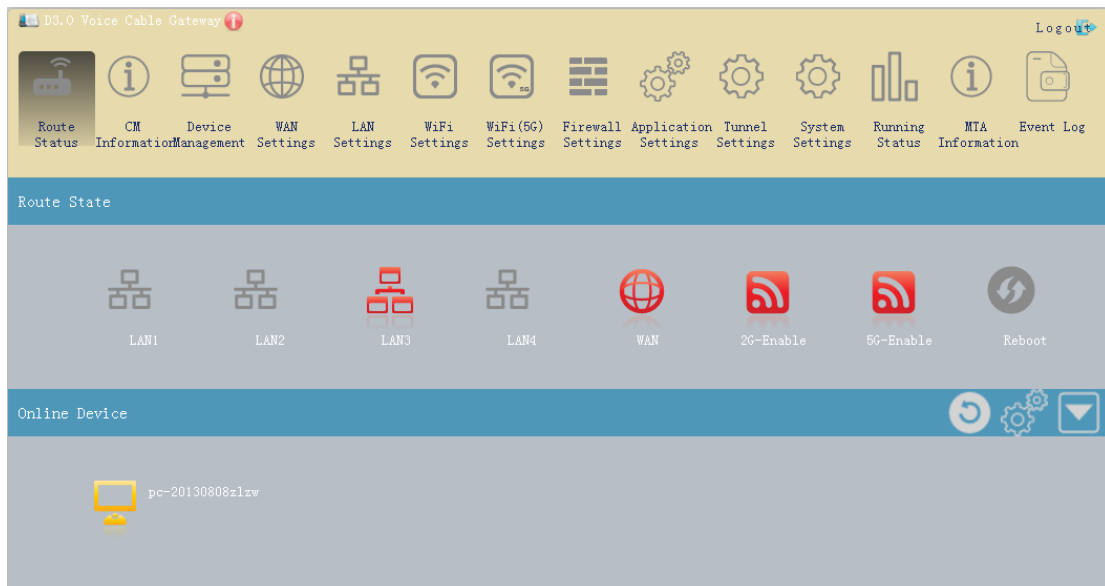 D3.0 Voice Cable Gateway
Logout
5G
Route Status
CM Information
Device Management
WAN Settings
LAN Settings
WiFi Settings
WiFi(5G) Settings
Firewall Settings
Application Settings
Tunnel Settings
System Settings
Running Status
MTA Information
Event Log
Route State
LAN1
LAN2
LAN3
LAN4
WAN
2G-Enable
5G-Enable
Reboot
Online Device
pc-20130808zlzw